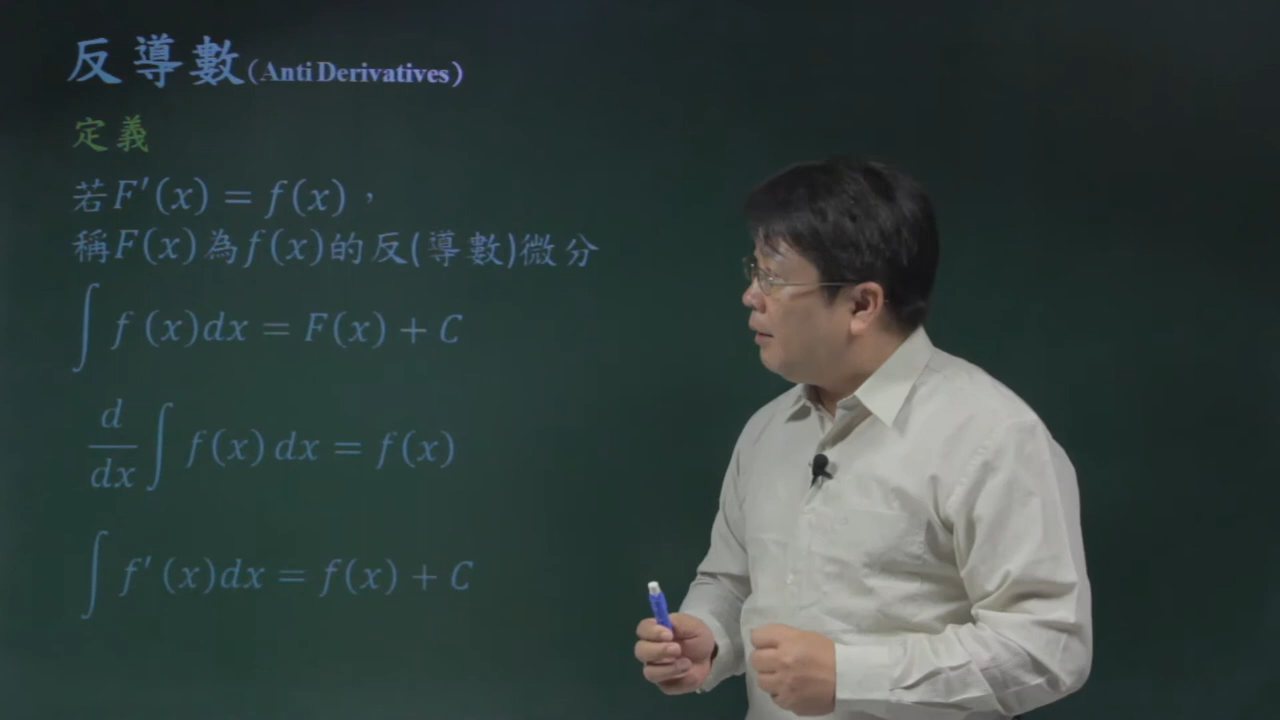 反導數(Anti Derivatives)
定義
若F′(x) = f(x)，
稱F(x)為f(x)的反(導數)微分
∫ f (x)dx = F(x) + C
d/dx ∫ f(x) dx = f(x)
∫ f′ (x)dx = f(x) + C